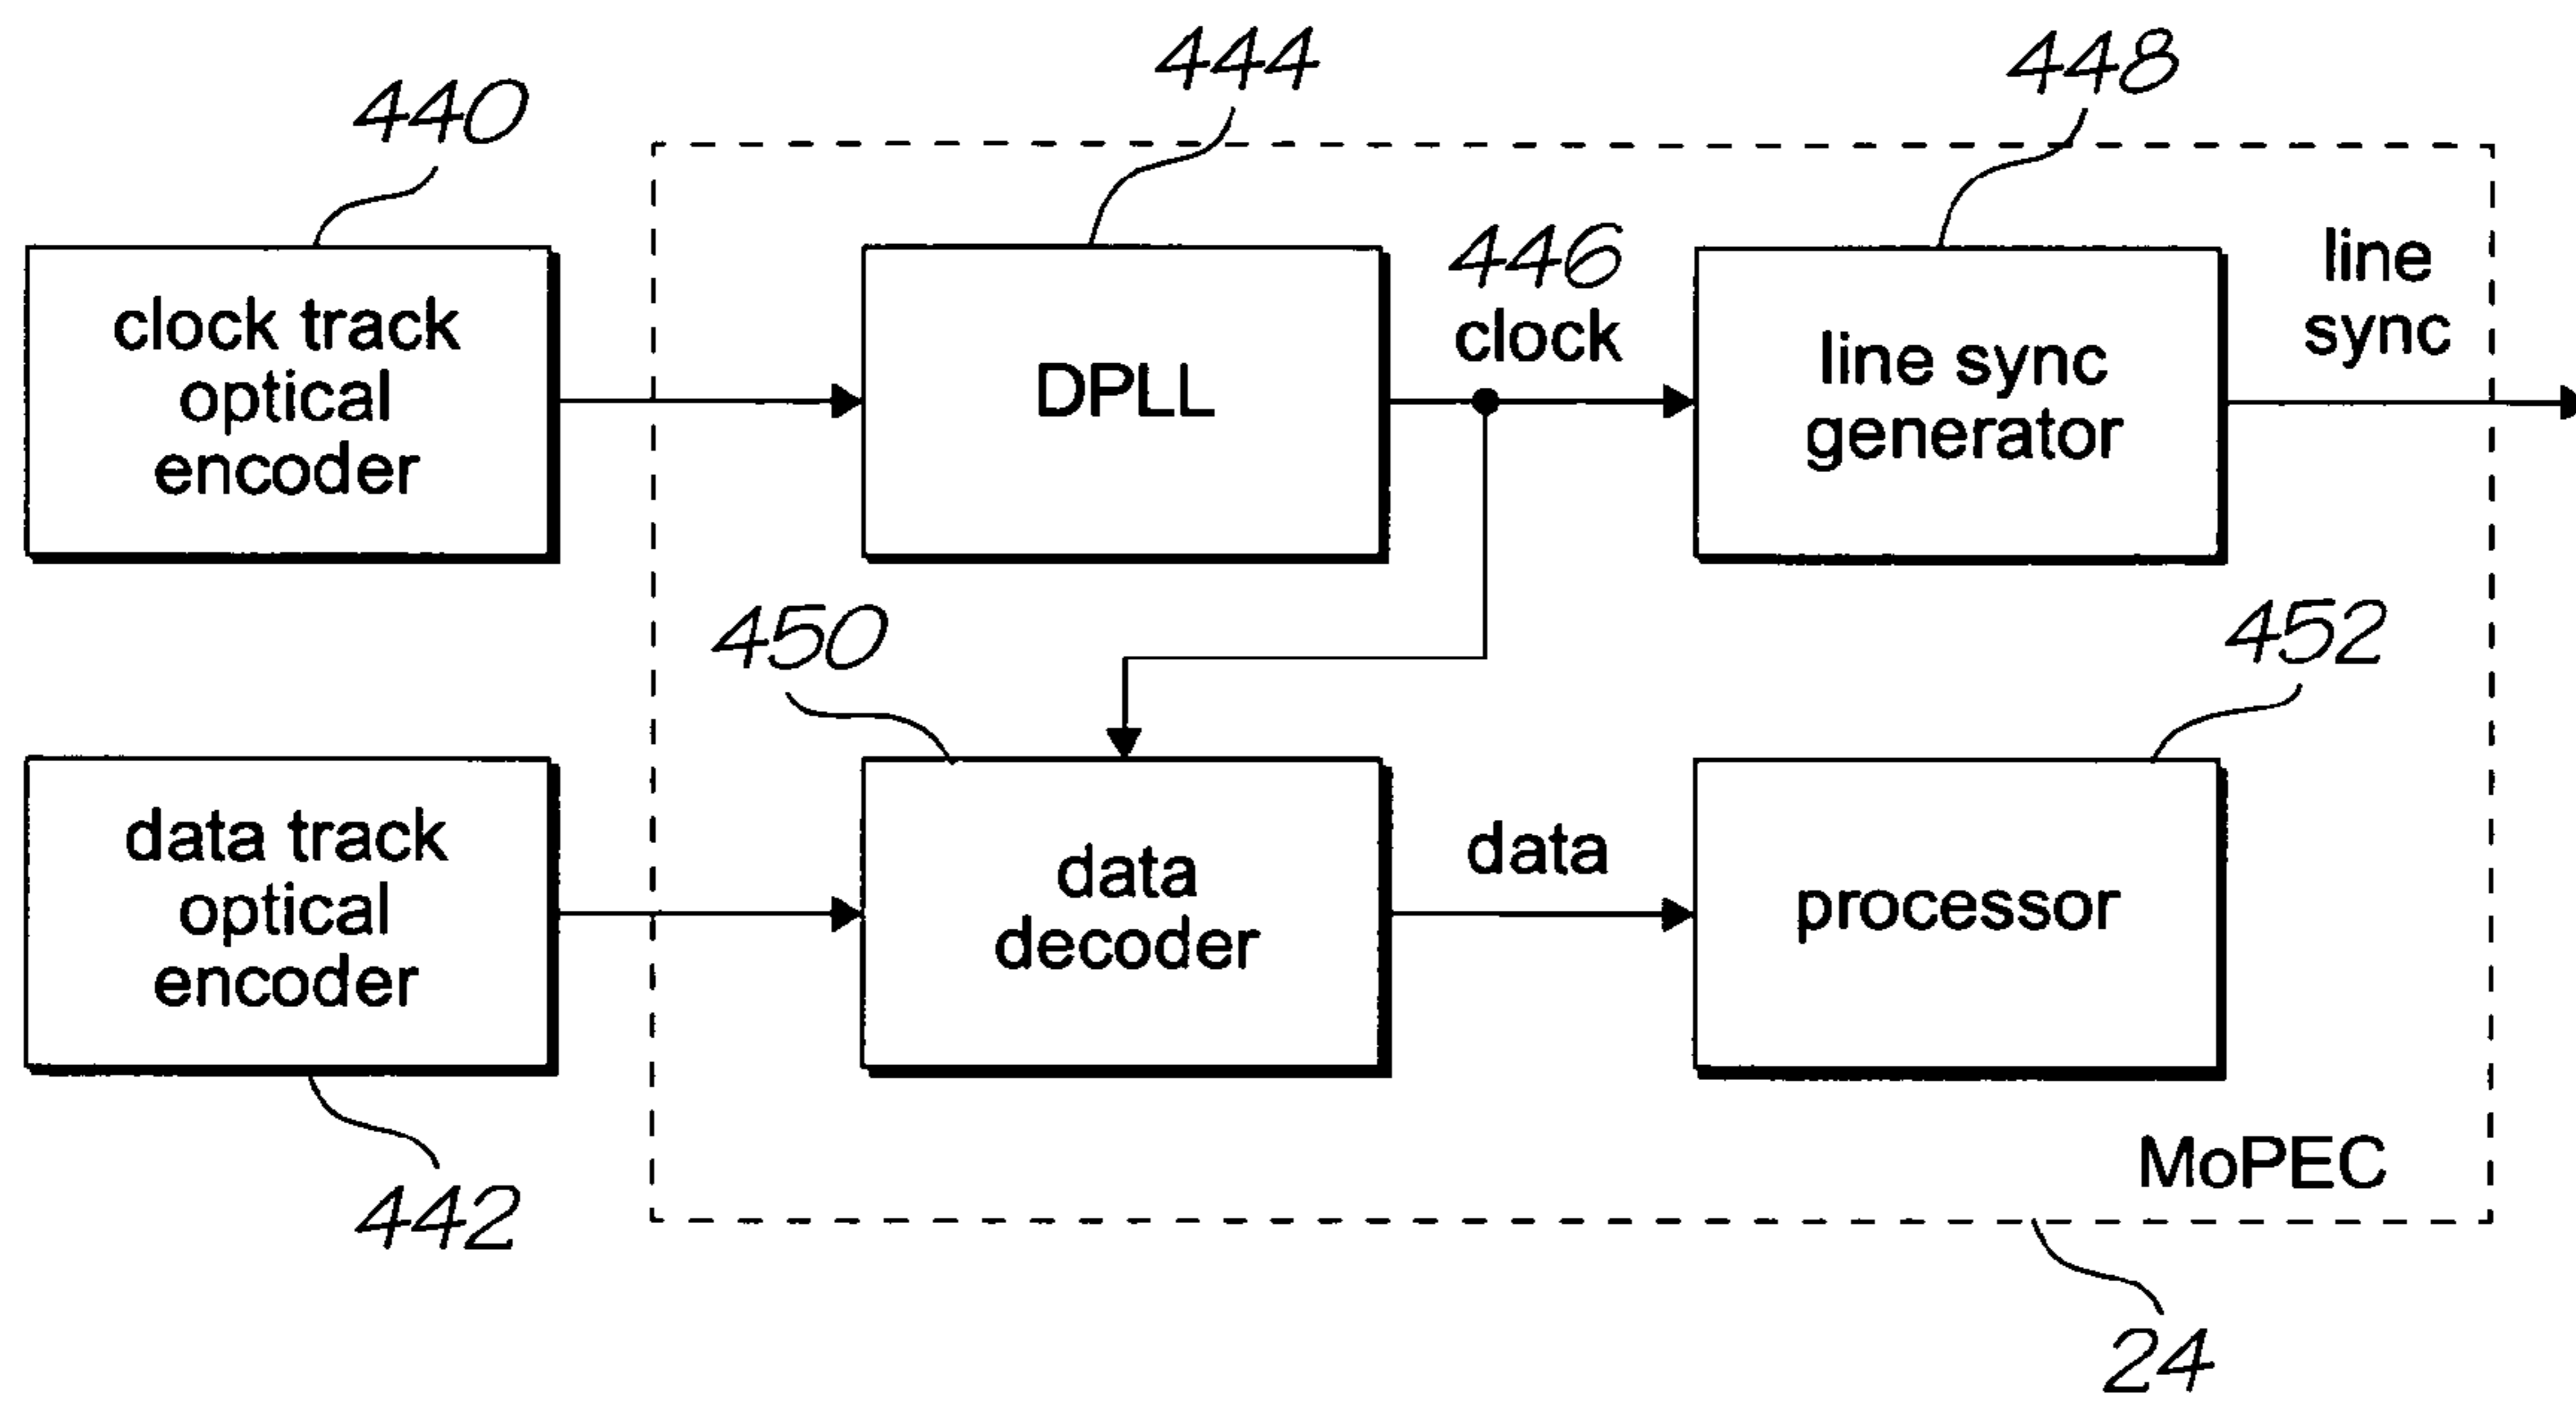 440
444
448
clock track
optical
encoder
DPLL
446
clock
line sync
generator
line
sync
450
452
data track
optical
encoder
data
decoder
data
processor
MoPEC
442
24